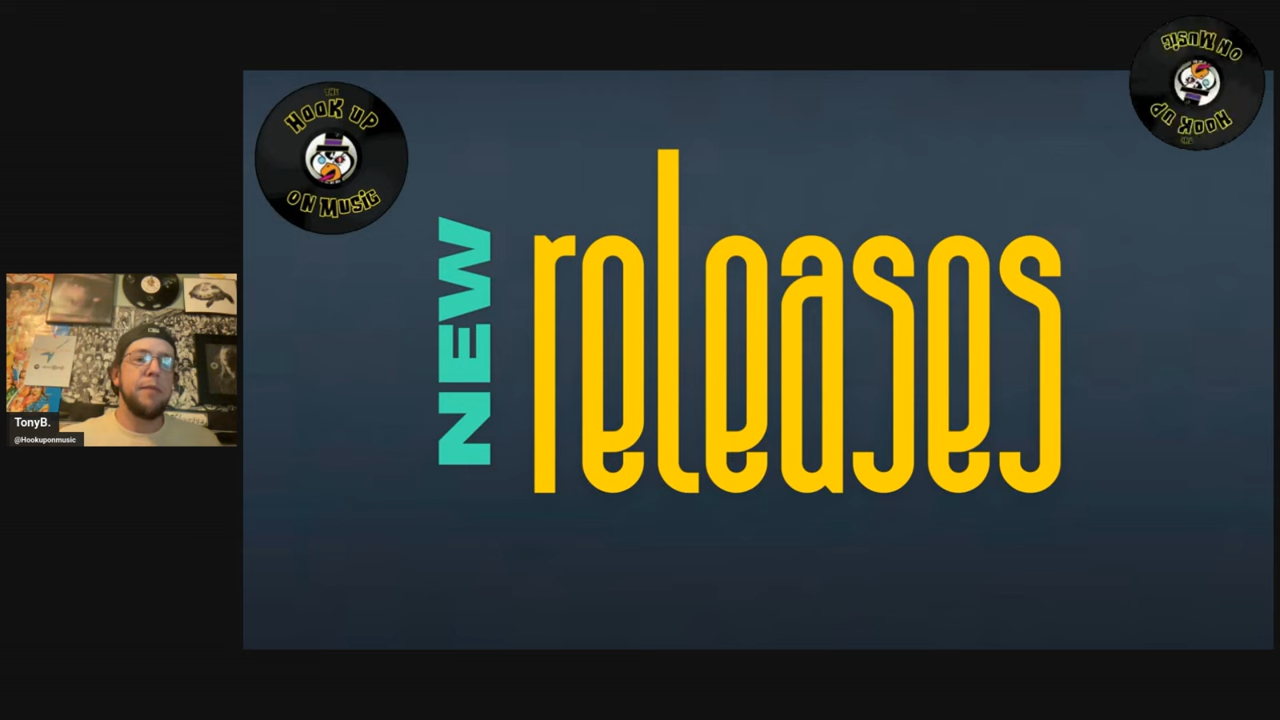 THE
HOOK UP
ON MUSIC
NEW
releases
THE
HOOK UP
ON MUSIC
TonyB.
@Hookuponmusic